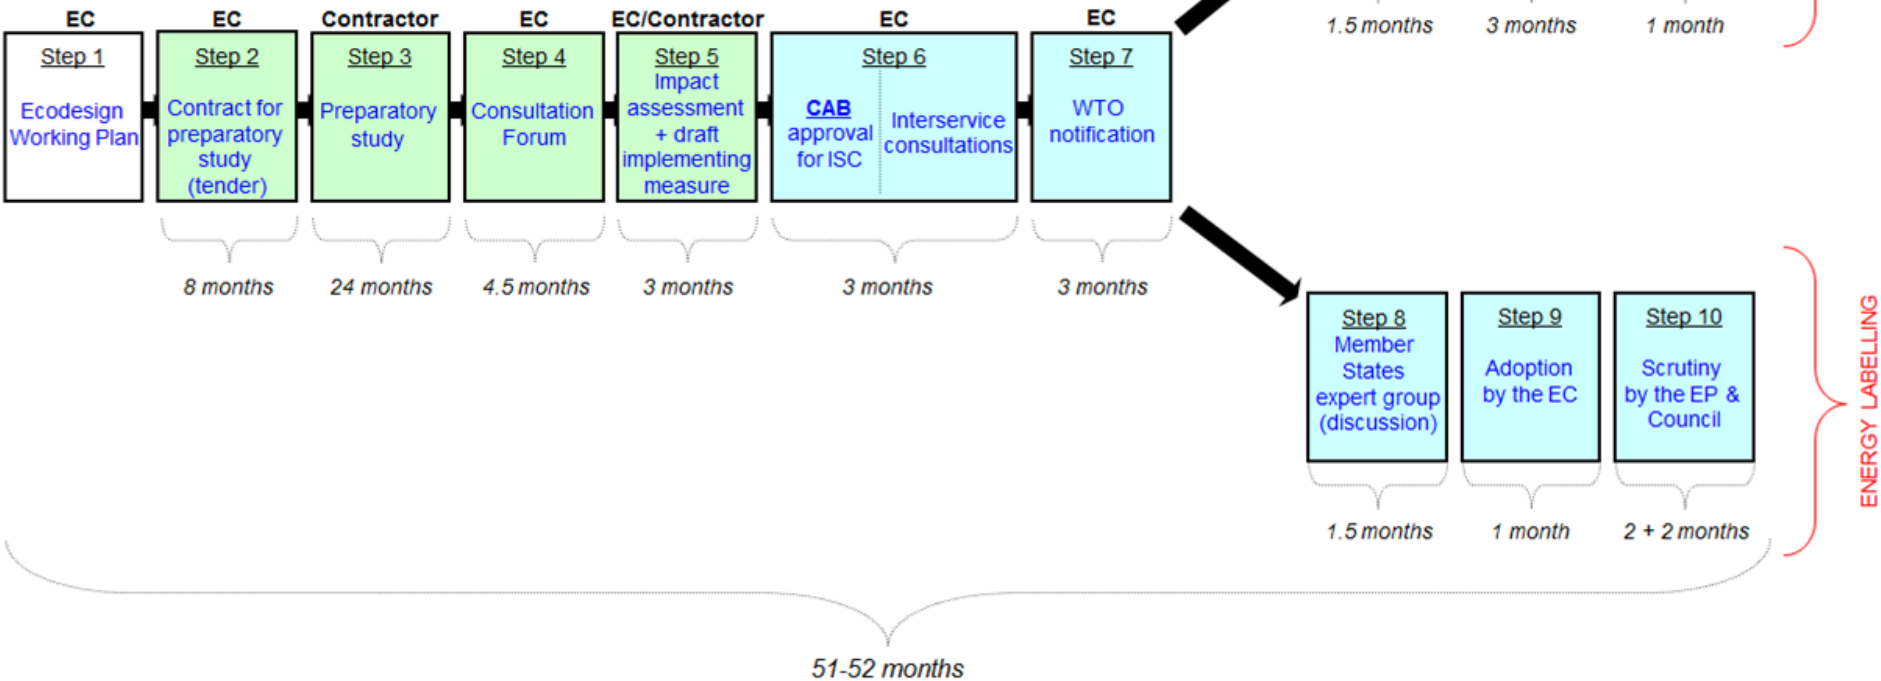 EC
EC
Contractor
EC
EC/Contractor
EC
EC
1.5 months
3 months
1 month
Step 1
Ecodesign
Working Plan
Step 2
Contract for
preparatory
study
(tender)
Step 3
Preparatory
study
Step 4
Consultation
Forum
Step 5
Impact
assessment
+ draft
implementing
measure
Step 6
CAB
approval
for ISC
Interservice
consultations
Step 7
WTO
notification
8 months
24 months
4.5 months
3 months
3 months
3 months
Step 8
Member
States
expert group
(discussion)
Step 9
Adoption
by the EC
Step 10
Scrutiny
by the EP &
Council
ENERGY LABELLING
1.5 months
1 month
2 + 2 months
51-52 months